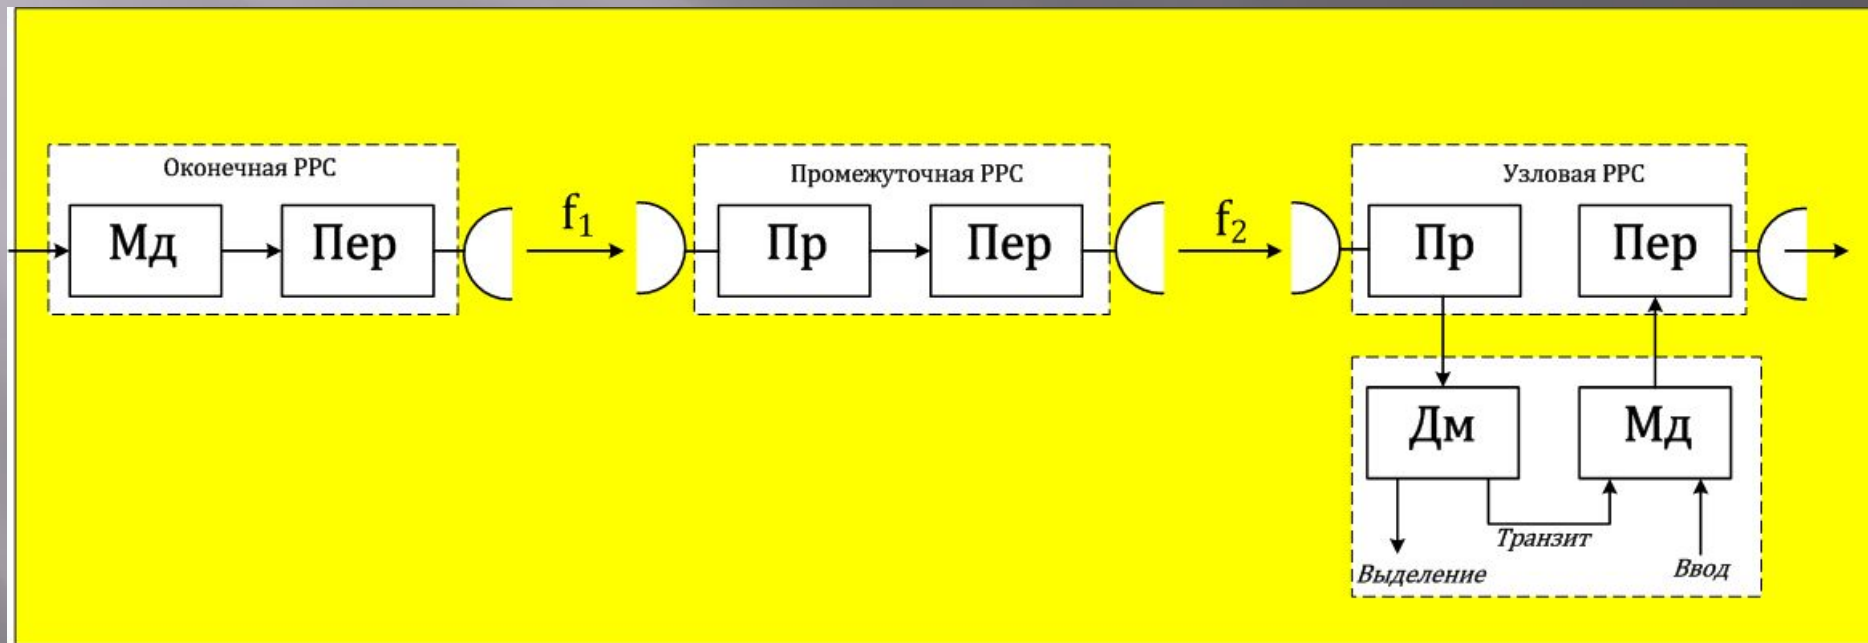 Оконечная РРС
Мд
Пер
f₁
Промежуточная РРС
Пр
Пер
f₂
Узловая РРС
Пр
Пер
Дм
Мд
Транзит
Выделение
Ввод